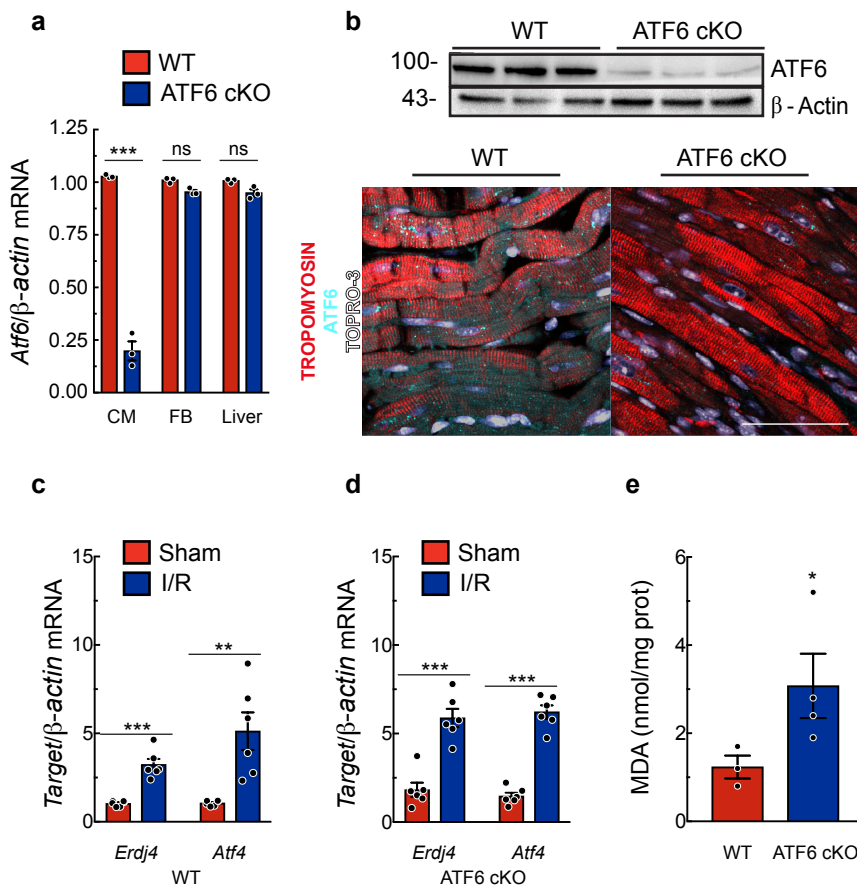 a
WT
ATF6 cKO
1.25
1.00
0.75
0.50
0.25
0.00
Atf6/β-actin mRNA
***
ns
ns
CM FB Liver
b
WT ATF6 cKO
100-
ATF6
43-
β - Actin
WT ATF6 cKO
TROPOMYOSIN
ATF6
TOPRO-3
c
Sham
I/R
15
10
5
0
Target/β-actin mRNA
***
**
Erdj4 Atf4
WT
d
Sham
I/R
15
10
5
0
Target/β-actin mRNA
***
***
Erdj4 Atf4
ATF6 cKO
e
6
4
2
0
MDA (nmol/mg prot)
*
WT ATF6 cKO